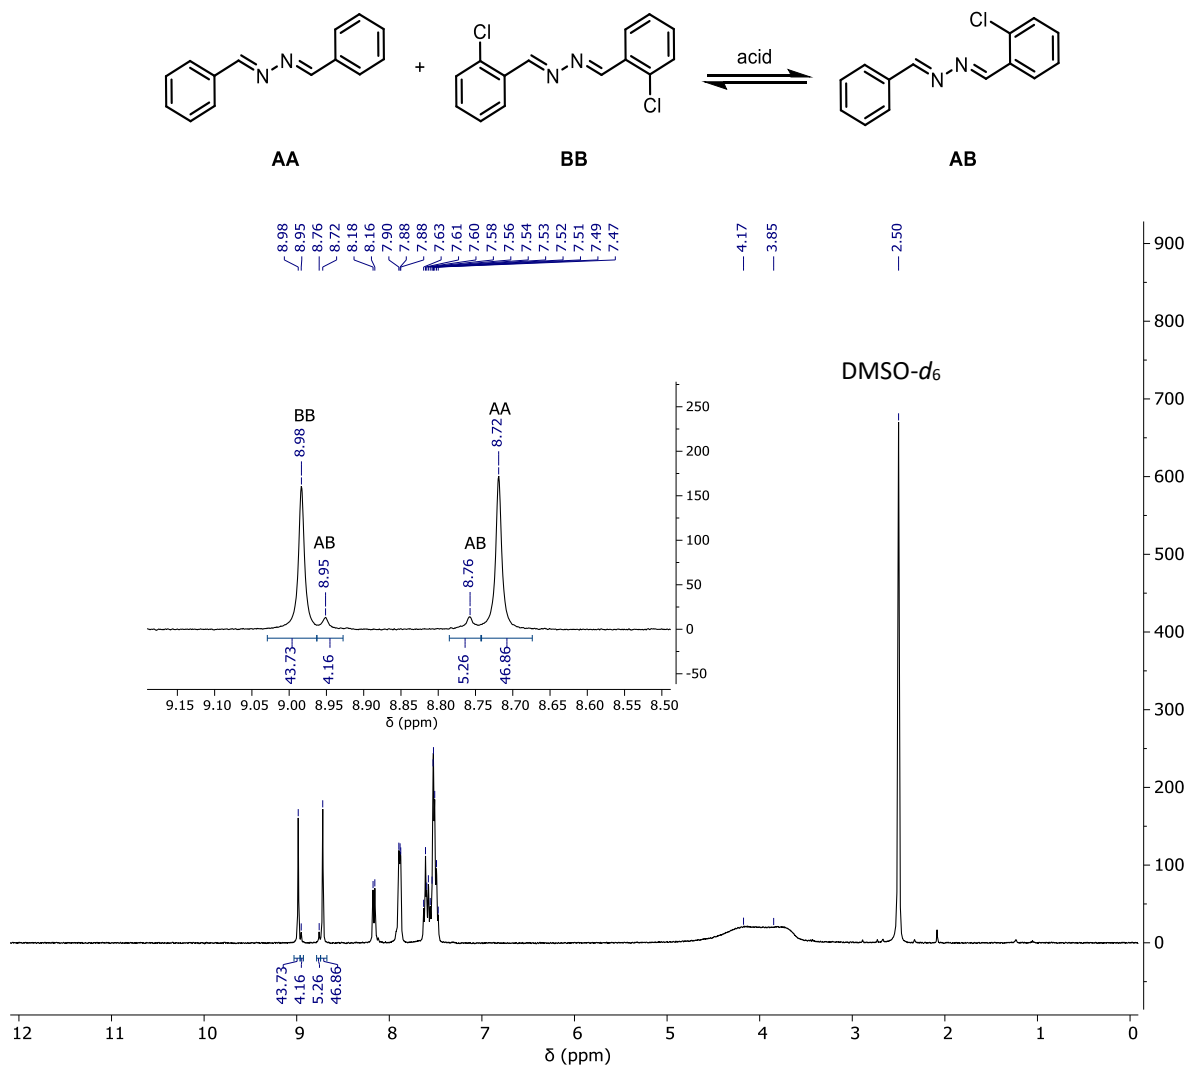 Cl
Cl
N
N
N
N
N
N
Cl
+
acid
AA
BB
AB
8.98
8.95
8.76
8.72
8.18
8.16
7.90
7.88
7.88
7.63
7.61
7.60
7.58
7.56
7.54
7.53
7.52
7.51
7.49
7.47
4.17
3.85
2.50
900
800
700
600
500
400
300
200
100
0
DMSO-d6
BB
8.98
AB
8.95
AB
8.76
AA
8.72
250
200
150
100
50
0
-50
43.73
4.16
5.26
46.86
9.15 9.10 9.05 9.00 8.95 8.90 8.85 8.80 8.75 8.70 8.65 8.60 8.55 8.50
δ (ppm)
43.73
4.16
5.26
46.86
12 11 10 9 8 7 6 5 4 3 2 1 0
δ (ppm)